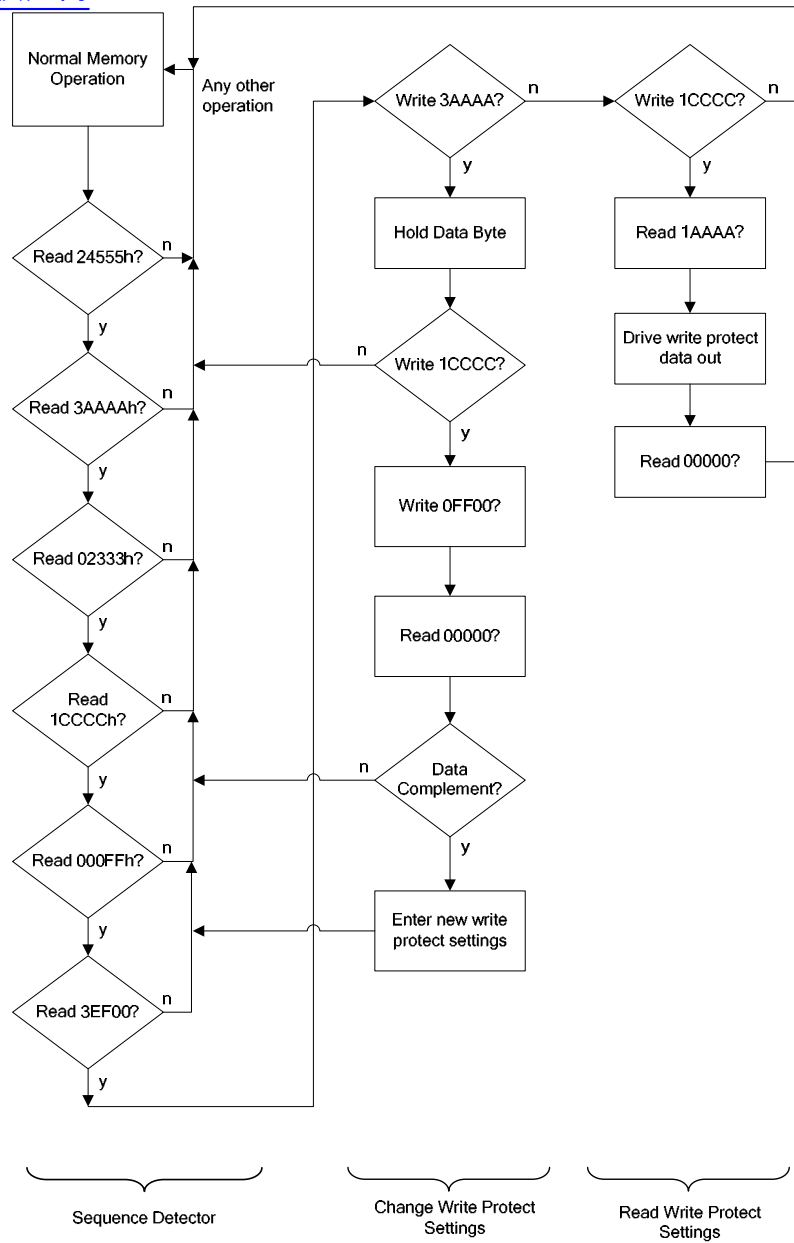 Normal Memory
Operation
Any other
operation
Read 24555h?
n
y
Read 3AAAAh?
n
y
Read 02333h?
n
y
Read
1CCCCh?
n
y
Read 000FFh?
n
y
Read 3EF00?
n
y
Sequence Detector
Write 3AAAA?
n
y
Hold Data Byte
Write 1CCCC?
n
y
Write 0FF00?
Read 00000?
Data
Complement?
n
y
Enter new write
protect settings
Change Write Protect
Settings
Write 1CCCC?
n
y
Read 1AAAA?
Drive write protect
data out
Read 00000?
Read Write Protect
Settings